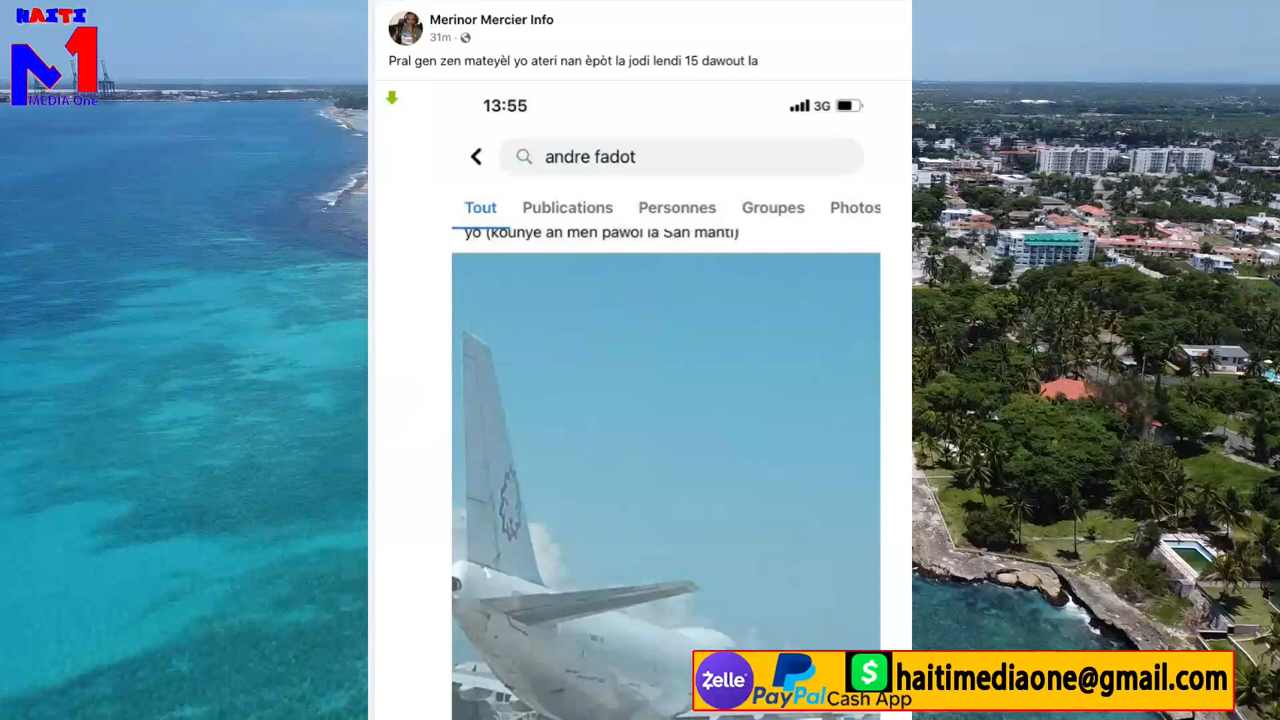 HAITI
M1
MEDIA One
Merinor Mercier Info
31m ·
Pral gen zen mateyèl yo ateri nan èpòt la jodi lendi 15 dawout la
13:55
3G
andre fadot
Tout Publications Personnes Groupes Photos
yo (kounye an men pawòl la San manti)
Zelle PayPal $ Cash App haitimediaone@gmail.com